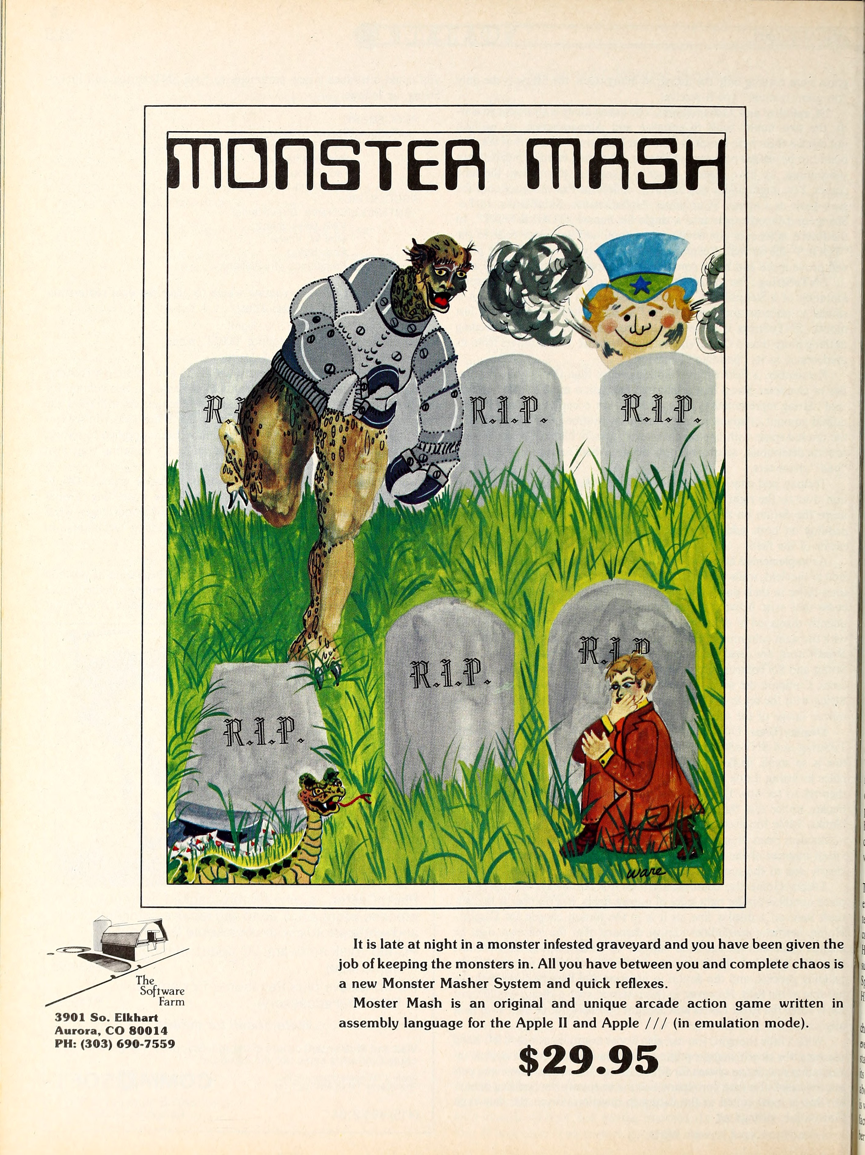 MONSTER MASH
R.I.P.
R.I.P.
R.I.P.
R.I.P.
R.I.P.
ware
The
Software
Farm
3901 So. Elkhart
Aurora, CO 80014
PH: (303) 690-7559
It is late at night in a monster infested graveyard and you have been given the
job of keeping the monsters in. All you have between you and complete chaos is
a new Monster Masher System and quick reflexes.
Moster Mash is an original and unique arcade action game written in
assembly language for the Apple II and Apple /// (in emulation mode).
$29.95